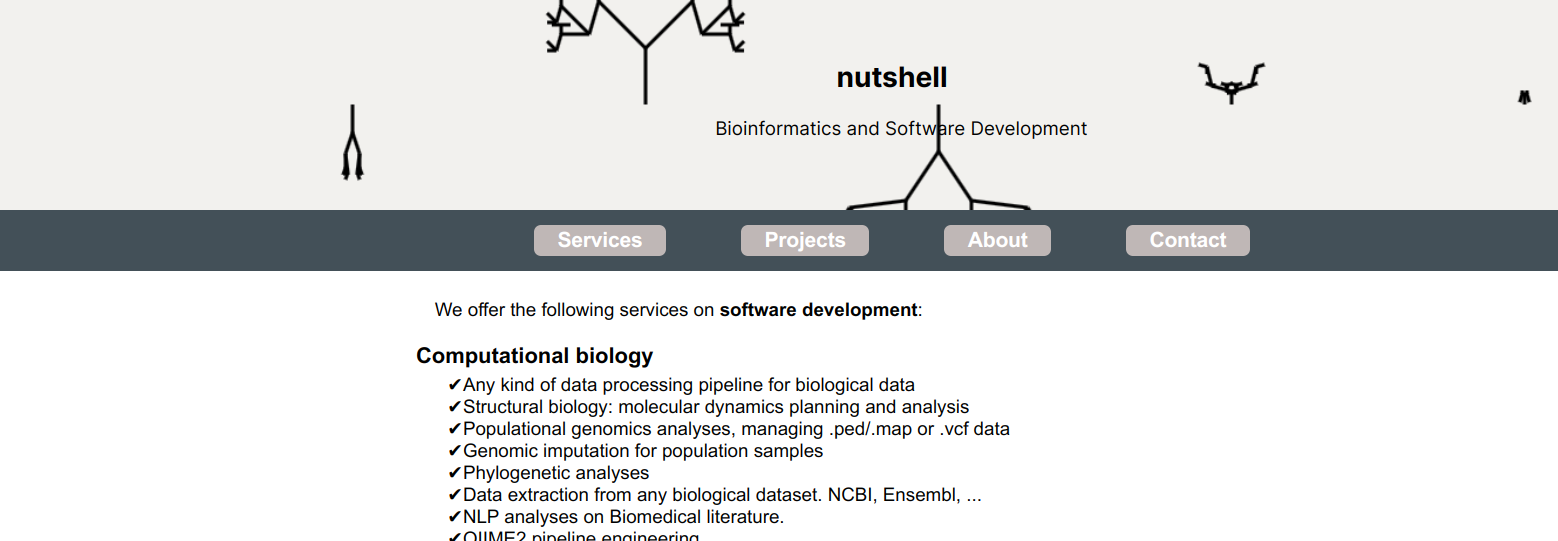 nutshell
Bioinformatics and Software Development
Services Projects About Contact
We offer the following services on software development:
Computational biology
✔Any kind of data processing pipeline for biological data
✔Structural biology: molecular dynamics planning and analysis
✔Populational genomics analyses, managing .ped/.map or .vcf data
✔Genomic imputation for population samples
✔Phylogenetic analyses
✔Data extraction from any biological dataset. NCBI, Ensembl, ...
✔NLP analyses on Biomedical literature.
✔QIIME2 pipeline engineering